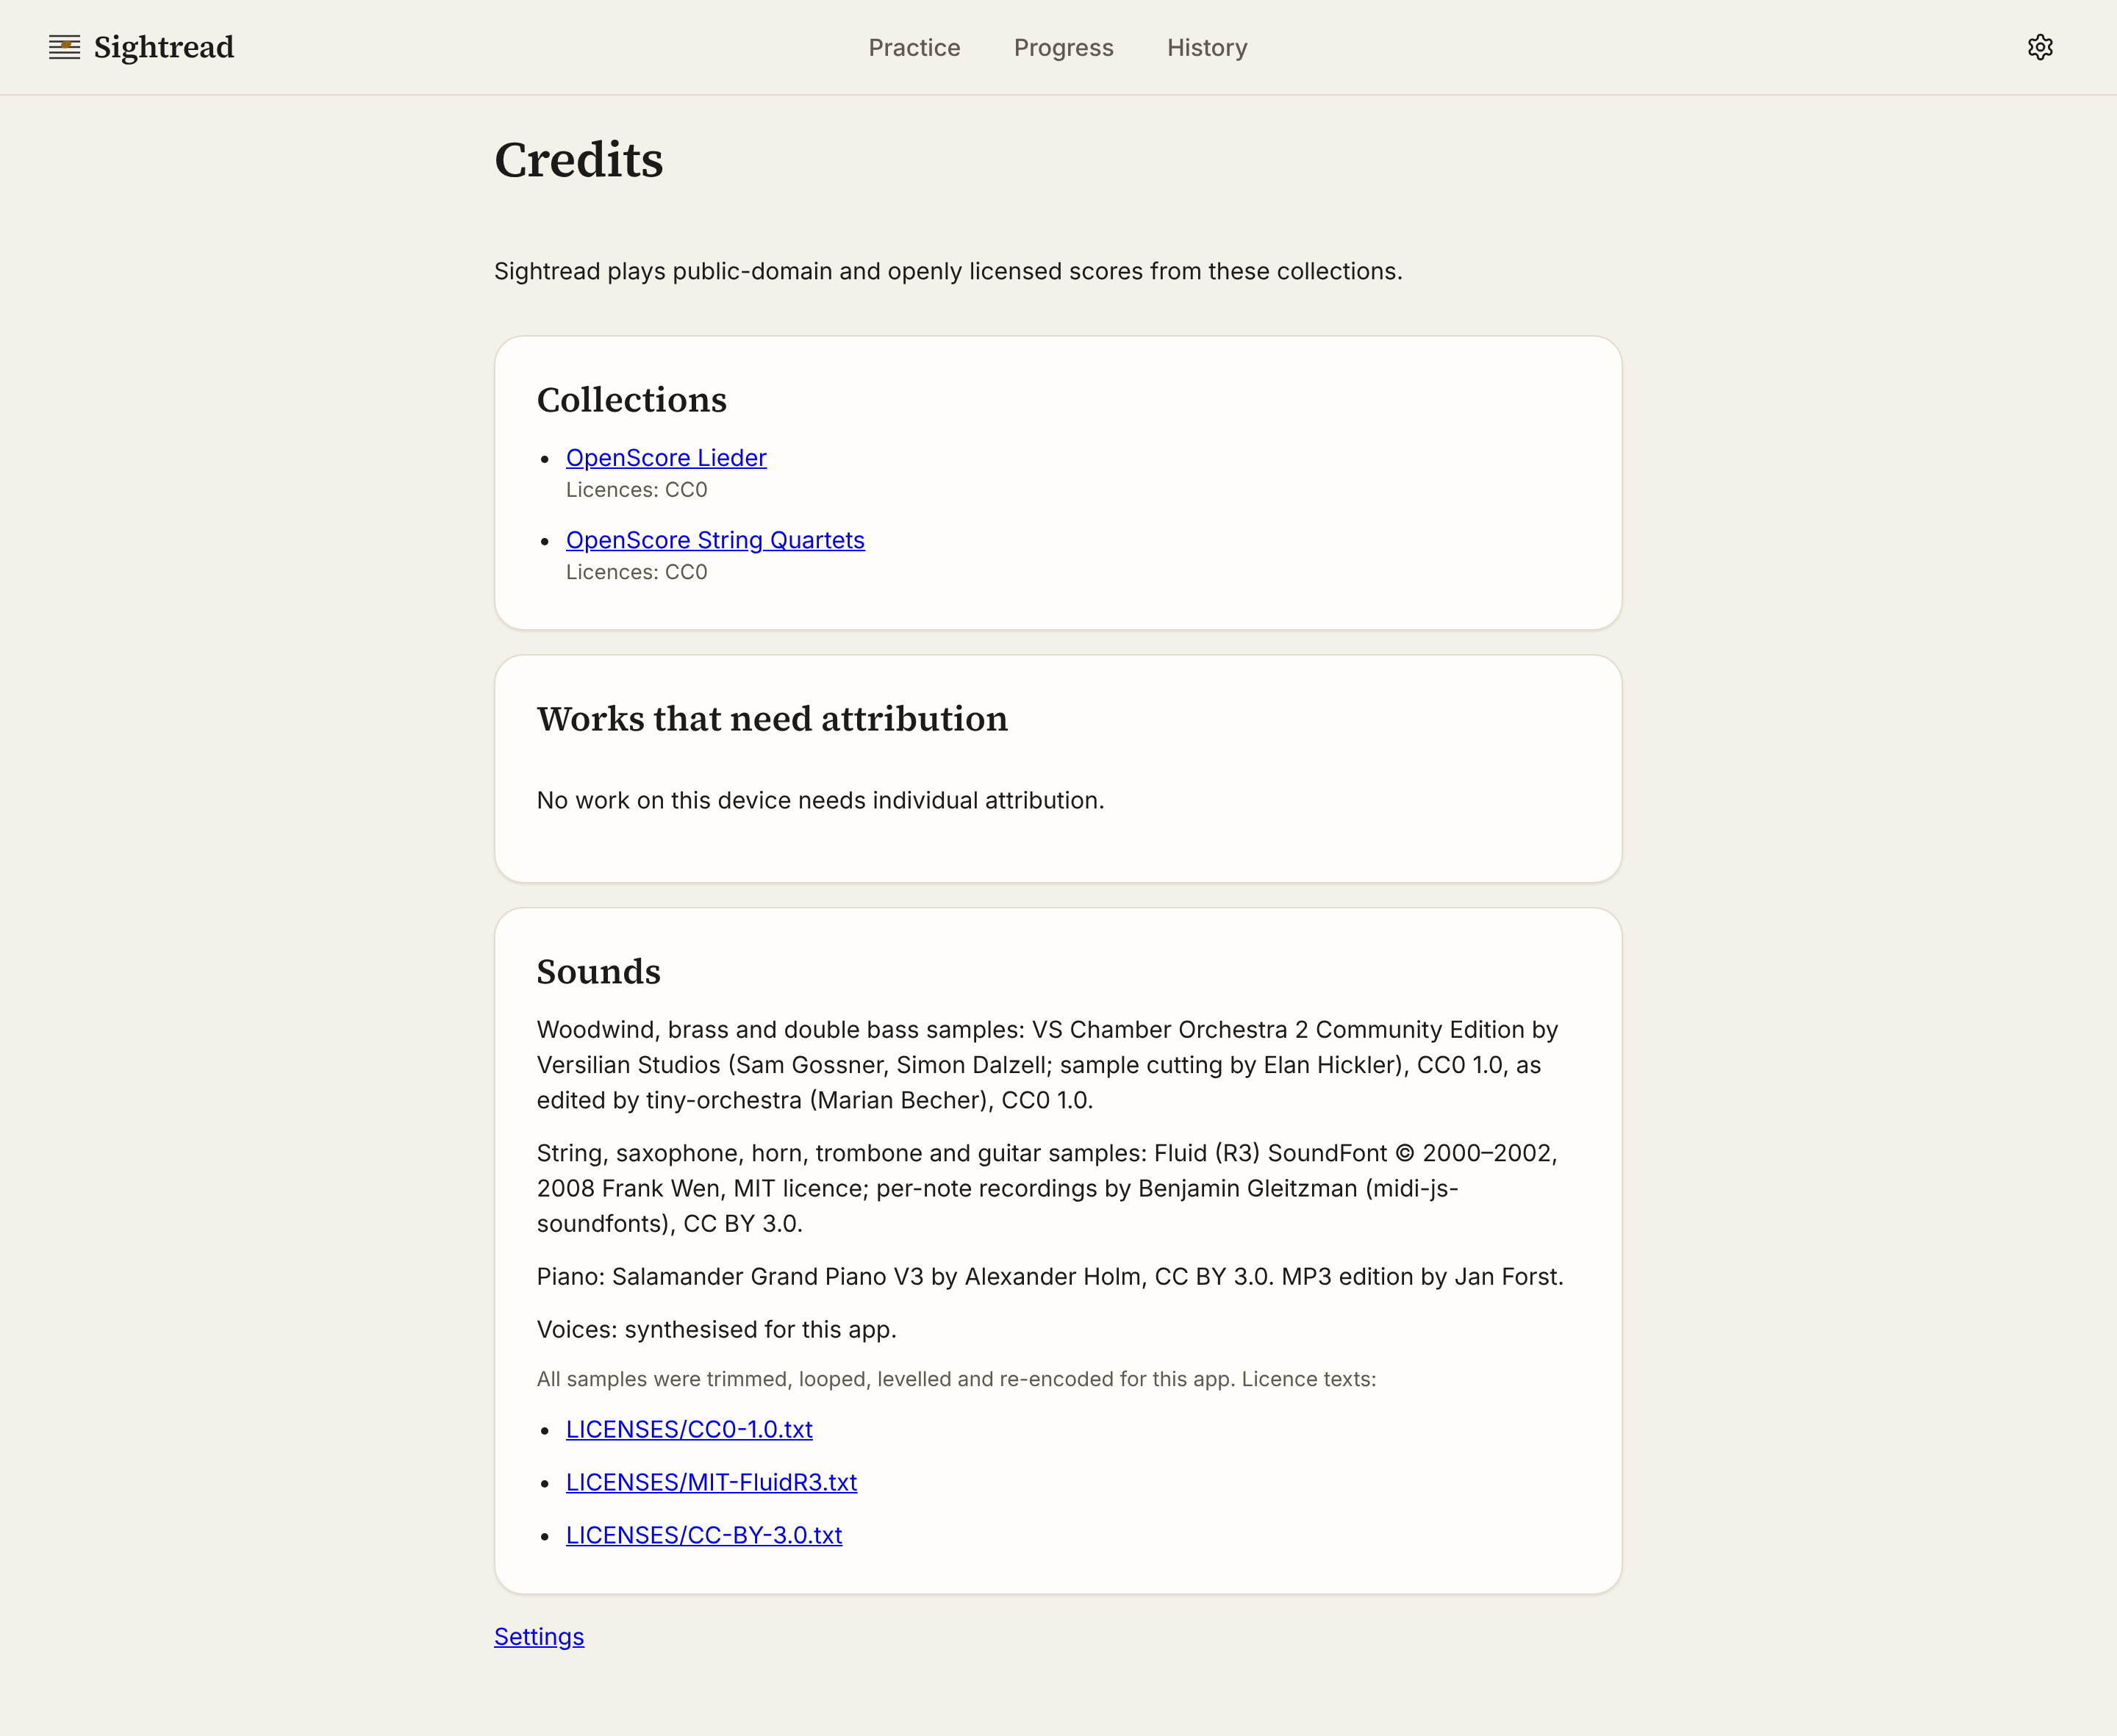 Sightread
Practice
Progress
History
Credits
Sightread plays public-domain and openly licensed scores from these collections.
Collections
• OpenScore Lieder
Licences: CC0
• OpenScore String Quartets
Licences: CC0
Works that need attribution
No work on this device needs individual attribution.
Sounds
Woodwind, brass and double bass samples: VS Chamber Orchestra 2 Community Edition by
Versilian Studios (Sam Gossner, Simon Dalzell; sample cutting by Elan Hickler), CC0 1.0, as
edited by tiny-orchestra (Marian Becher), CC0 1.0.
String, saxophone, horn, trombone and guitar samples: Fluid (R3) SoundFont © 2000–2002,
2008 Frank Wen, MIT licence; per-note recordings by Benjamin Gleitzman (midi-js-
soundfonts), CC BY 3.0.
Piano: Salamander Grand Piano V3 by Alexander Holm, CC BY 3.0. MP3 edition by Jan Forst.
Voices: synthesised for this app.
All samples were trimmed, looped, levelled and re-encoded for this app. Licence texts:
• LICENSES/CC0-1.0.txt
• LICENSES/MIT-FluidR3.txt
• LICENSES/CC-BY-3.0.txt
Settings